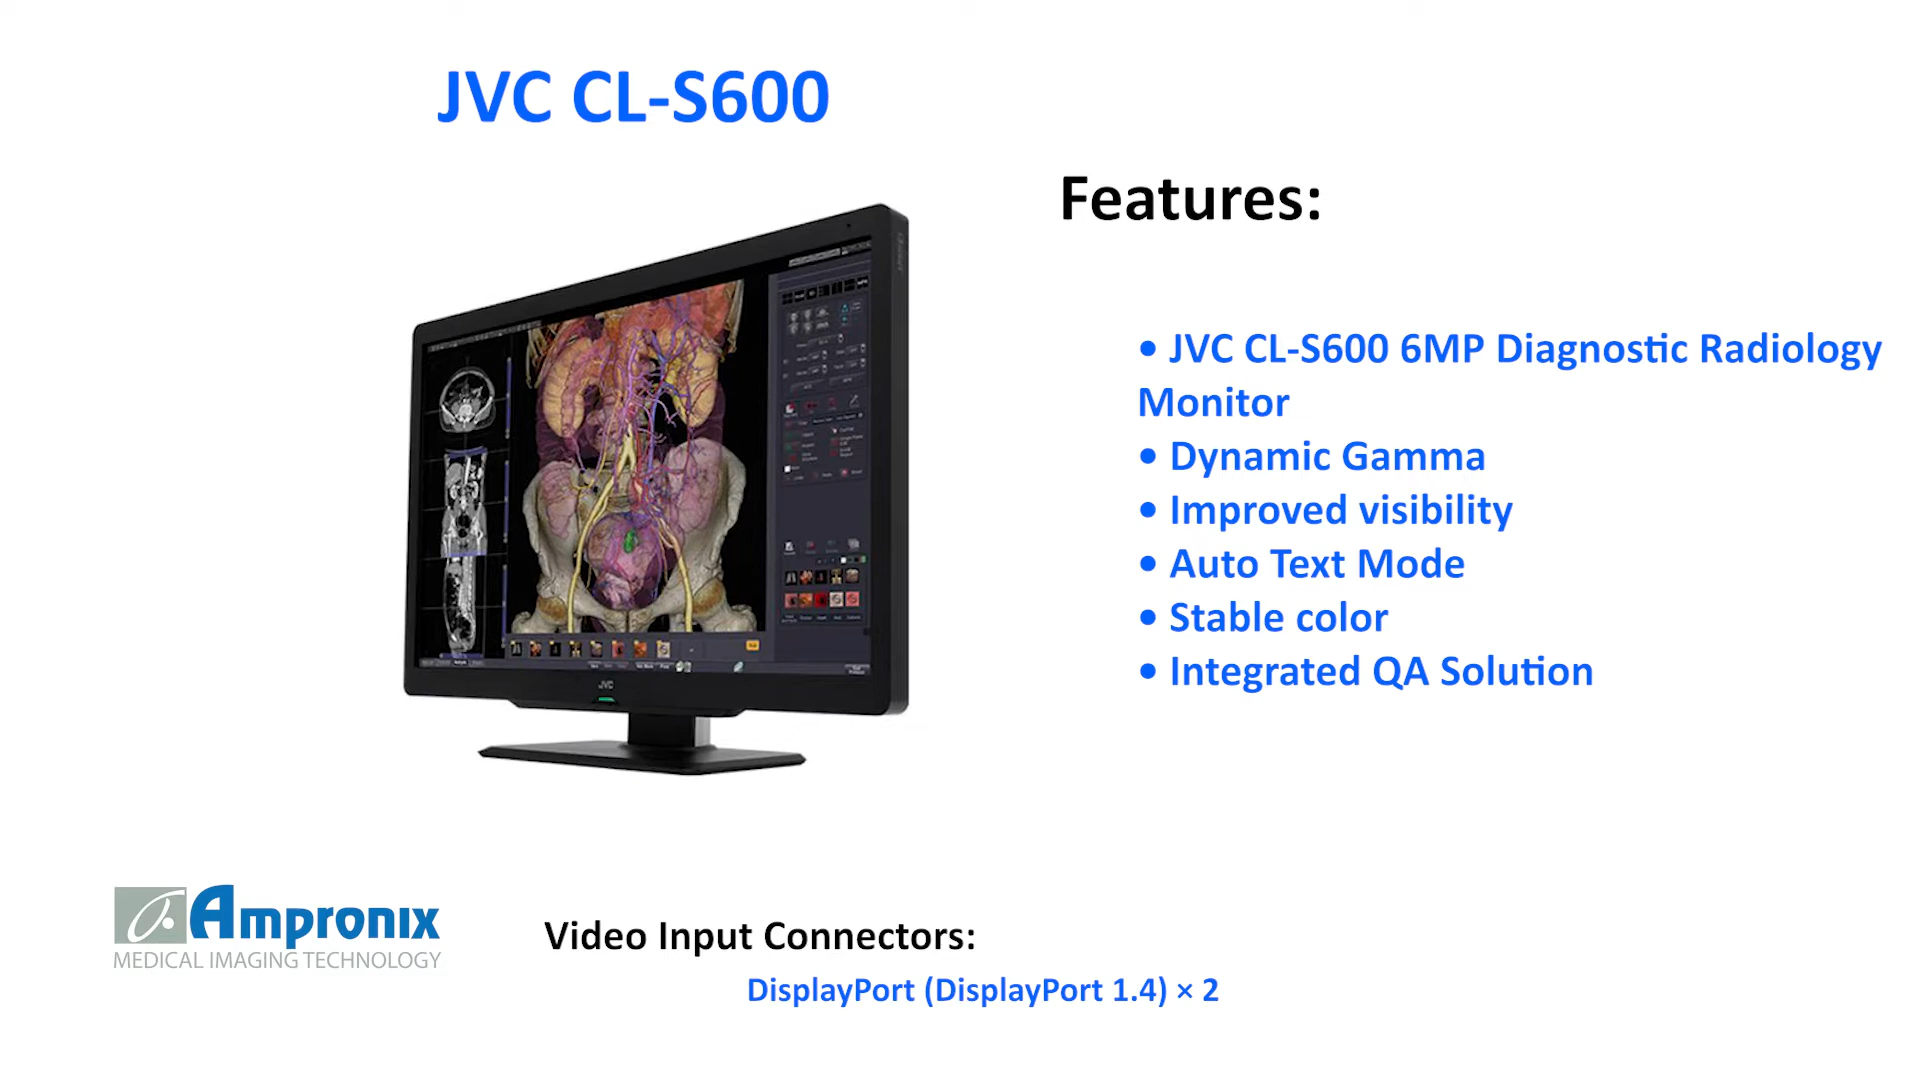 JVC CL-S600
Features:
• JVC CL-S600 6MP Diagnostic Radiology
Monitor
• Dynamic Gamma
• Improved visibility
• Auto Text Mode
• Stable color
• Integrated QA Solution
JVC
Ampronix
MEDICAL IMAGING TECHNOLOGY
Video Input Connectors:
DisplayPort (DisplayPort 1.4) × 2